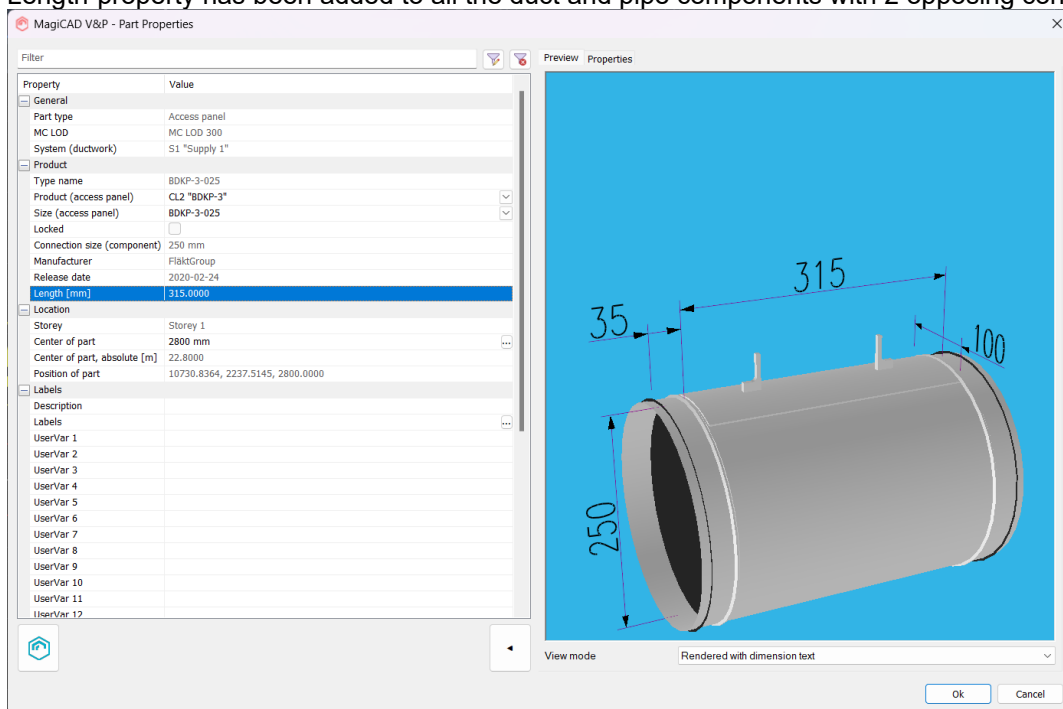 Length property has been added to all the duct and pipe components with 2 opposing con
MagiCAD V&P - Part Properties
Filter
Preview Properties
Property Value
General
Part type Access panel
MC LOD MC LOD 300
System (ductwork) S1 "Supply 1"
Product
Type name BDKP-3-025
Product (access panel) CL2 "BDKP-3"
Size (access panel) BDKP-3-025
Locked
Connection size (component) 250 mm
Manufacturer FläktGroup
Release date 2020-02-24
Length [mm] 315.0000
Location
Storey Storey 1
Center of part 2800 mm
...
Center of part, absolute [m] 22.8000
Position of part 10730.8364, 2237.5145, 2800.0000
Labels
Description
Labels
...
UserVar 1
UserVar 2
UserVar 3
UserVar 4
UserVar 5
UserVar 6
UserVar 7
UserVar 8
UserVar 9
UserVar 10
UserVar 11
UserVar 12
315
35
100
250
View mode Rendered with dimension text
Ok Cancel